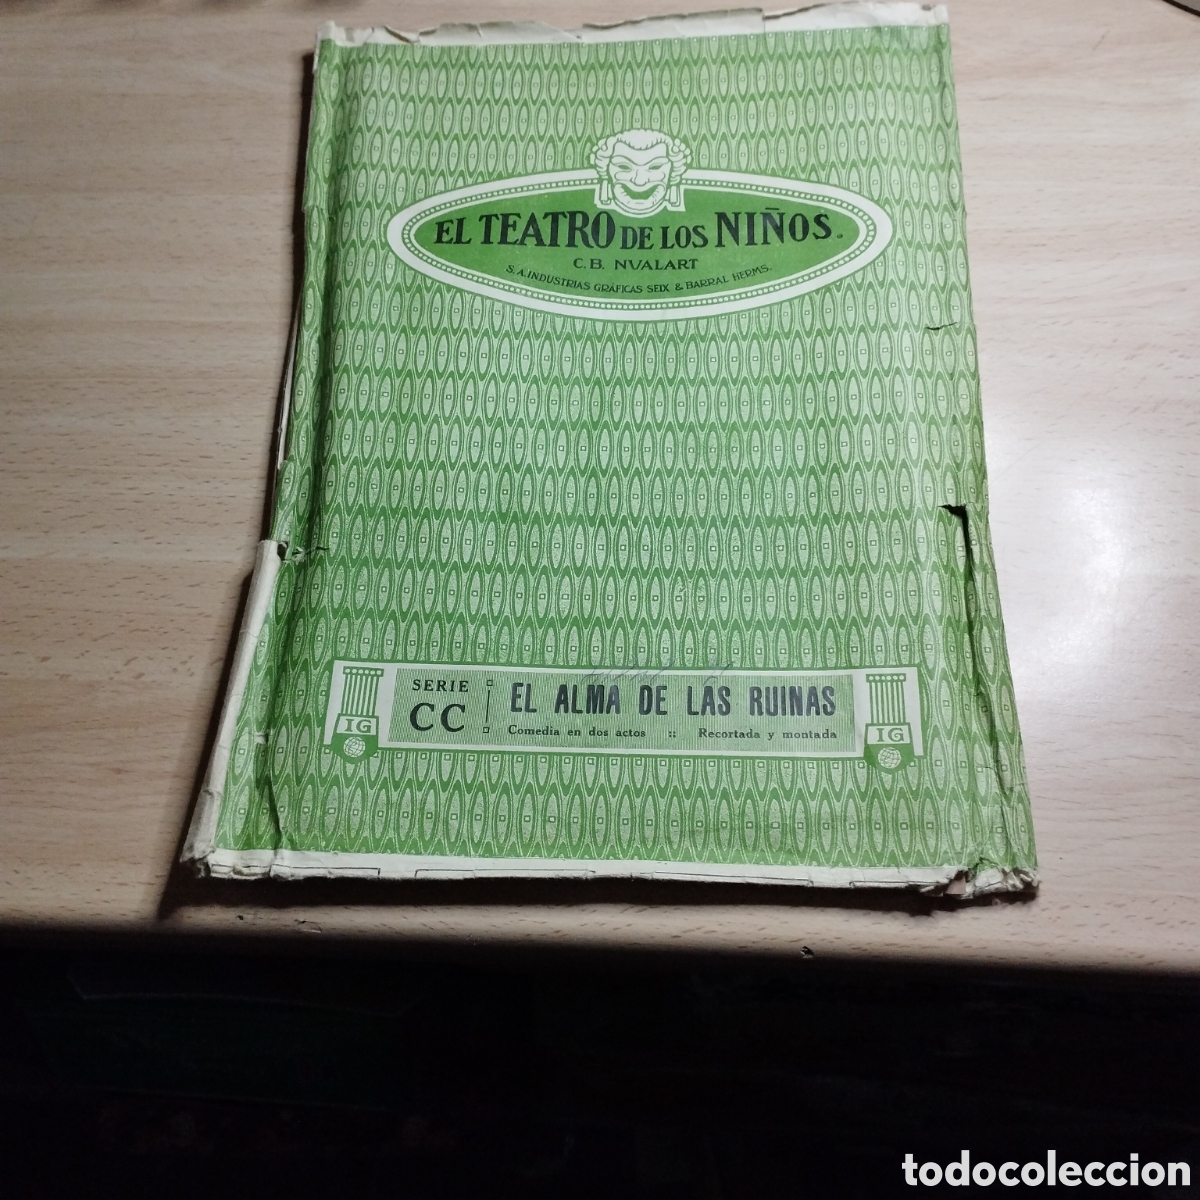 EL TEATRO DE LOS NIÑOS.
C.B. NVALART
S.A. INDUSTRIAS GRÁFICAS SEIX & BARRAL HERMS.
SERIE
CC
EL ALMA DE LAS RUINAS
Comedia en dos actos :: Recortada y montada
IG
IG
todocoleccion